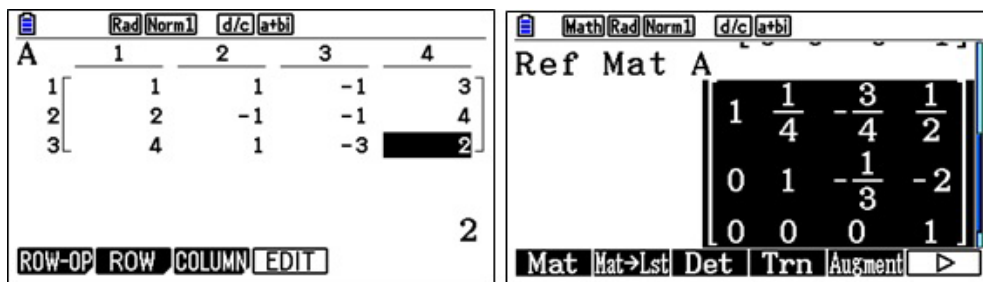 Rad Norm1 d/c a+bi
A 1 2 3 4
1 1 1 -1 3
2 2 -1 -1 4
3 4 1 -3 2
2
ROW-OP ROW COLUMN EDIT
Math Rad Norm1 d/c a+bi
Ref Mat A
1 1/4 -3/4 1/2
0 1 -1/3 -2
0 0 0 1
Mat Mat→Lst Det Trn Augment ▷